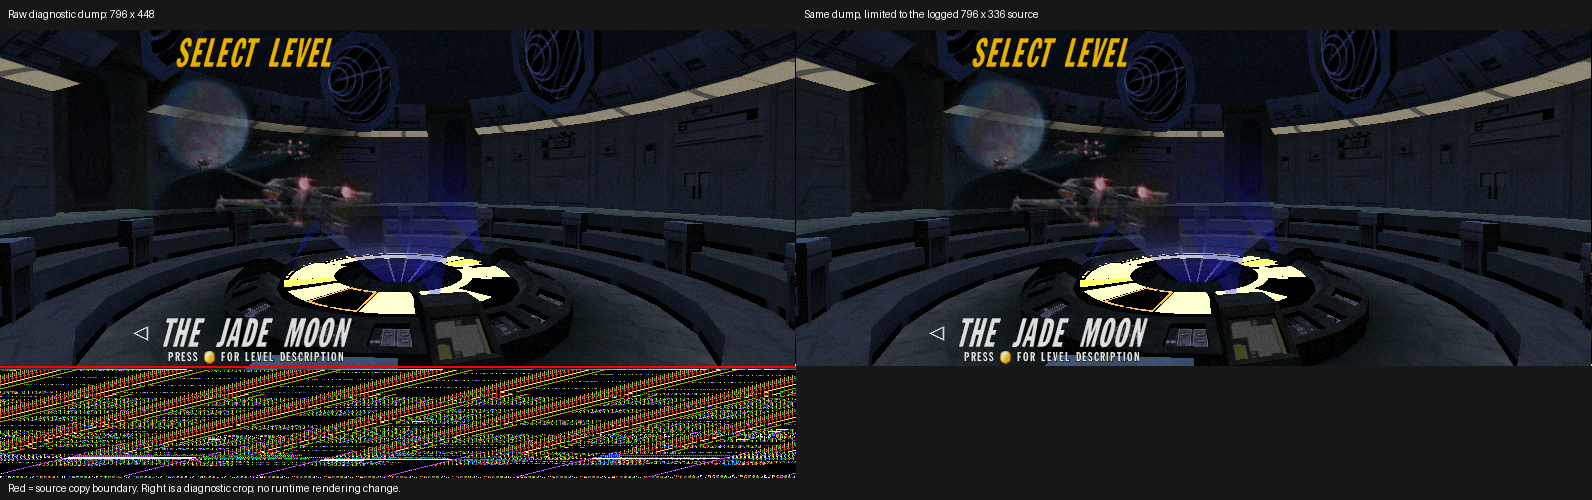 Raw diagnostic dump: 796 x 448
Same dump, limited to the logged 796 x 336 source
SELECT LEVEL
SELECT LEVEL
THE JADE MOON
PRESS FOR LEVEL DESCRIPTION
THE JADE MOON
PRESS FOR LEVEL DESCRIPTION
Red = source copy boundary. Right is a diagnostic crop; no runtime rendering change.